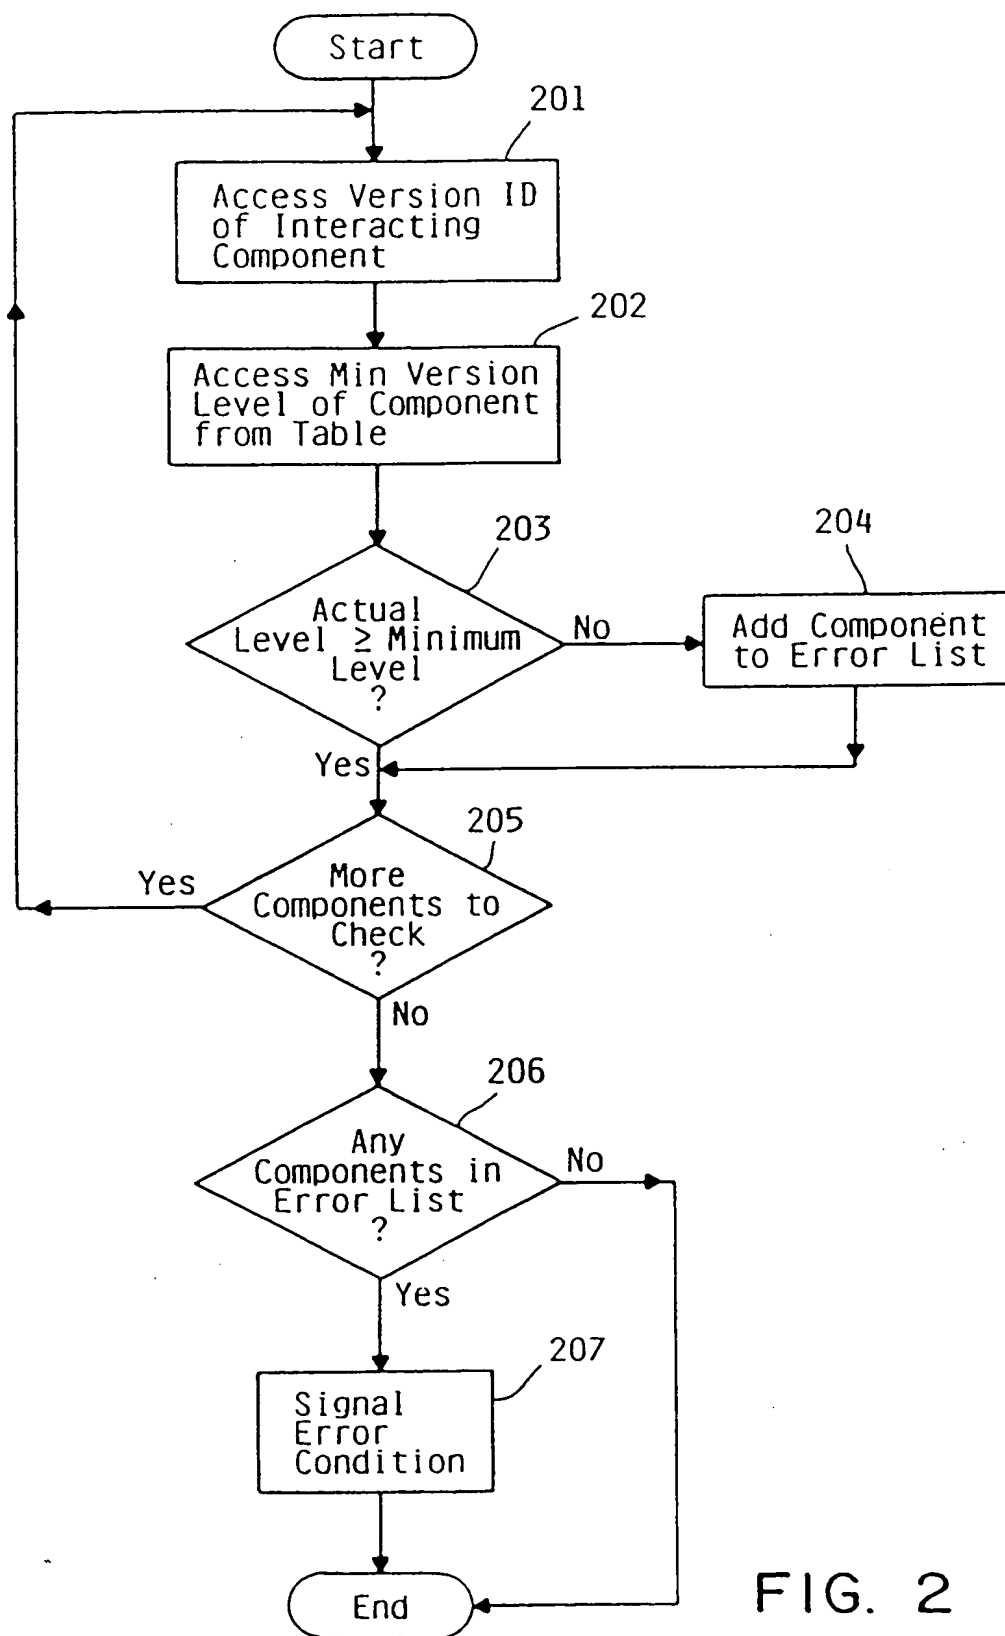 Start
201
Access Version ID
of Interacting
Component
202
Access Min Version
Level of Component
from Table
203
Actual
Level ≥ Minimum
Level
?
No
204
Add Component
to Error List
Yes
205
More
Components to
Check
?
Yes
No
206
Any
Components in
Error List
?
No
Yes
207
Signal
Error
Condition
End
FIG. 2